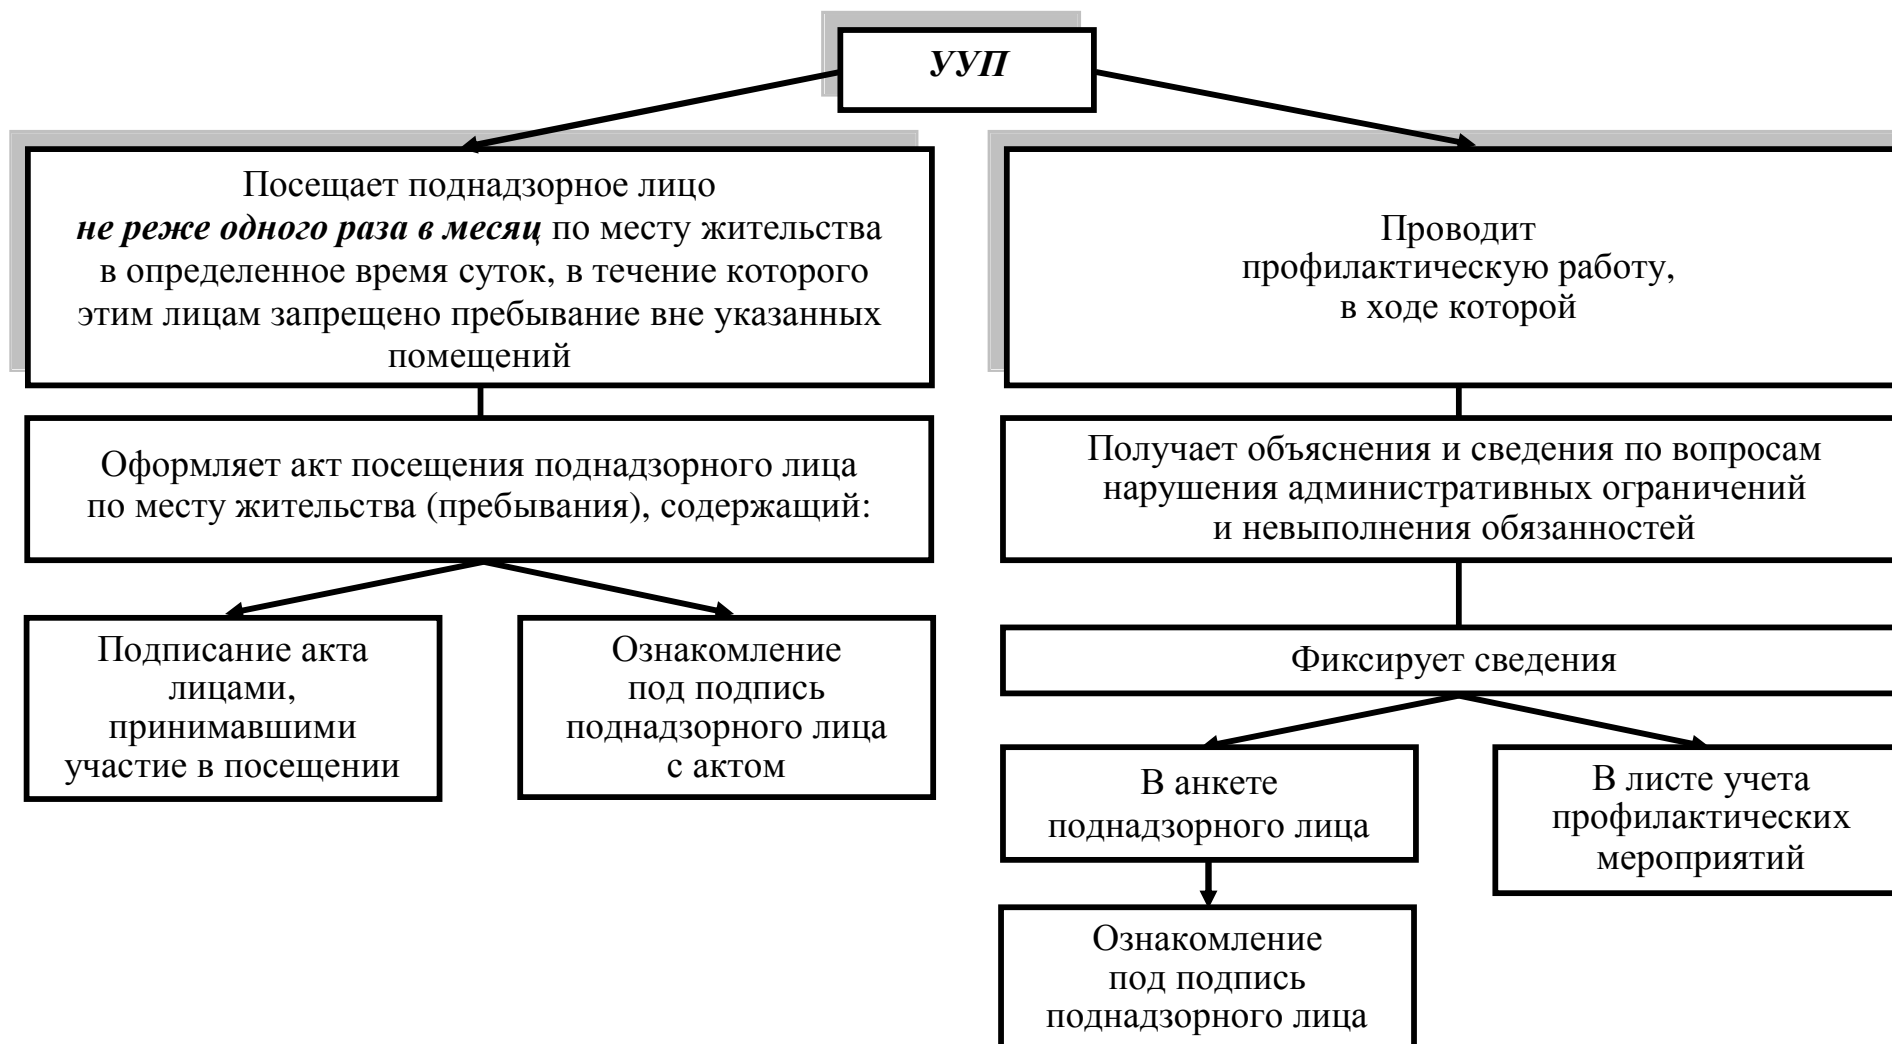 УУП
Посещает поднадзорное лицо
не реже одного раза в месяц по месту жительства
в определенное время суток, в течение которого
этим лицам запрещено пребывание вне указанных
помещений
Проводит
профилактическую работу,
в ходе которой
Оформляет акт посещения поднадзорного лица
по месту жительства (пребывания), содержащий:
Получает объяснения и сведения по вопросам
нарушения административных ограничений
и невыполнения обязанностей
Подписание акта
лицами,
принимавшими
участие в посещении
Ознакомление
под подпись
поднадзорного лица
с актом
Фиксирует сведения
В анкете
поднадзорного лица
В листе учета
профилактических
мероприятий
Ознакомление
под подпись
поднадзорного лица